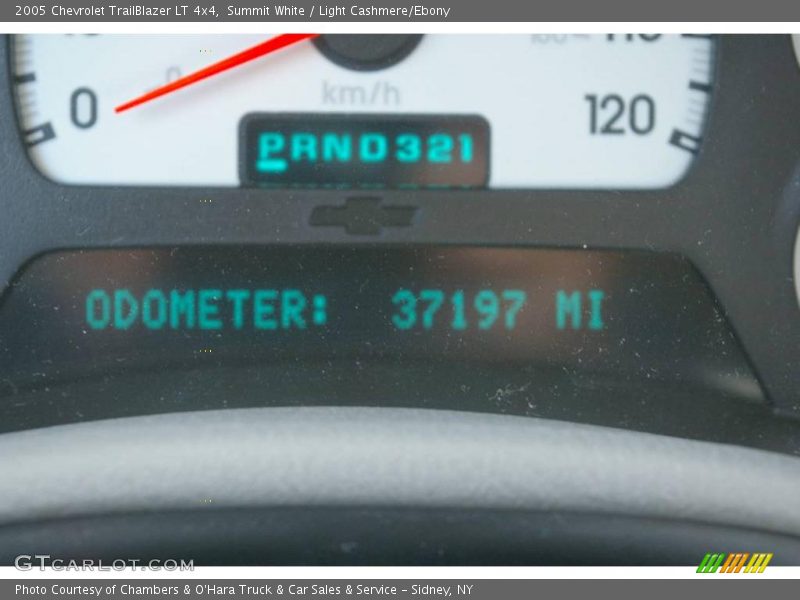 2005 Chevrolet TrailBlazer LT 4x4, Summit White / Light Cashmere/Ebony
0
0
km/h
120
PRND321
ODOMETER: 37197 MI
GTCARLOT.COM
Photo Courtesy of Chambers & O'Hara Truck & Car Sales & Service - Sidney, NY